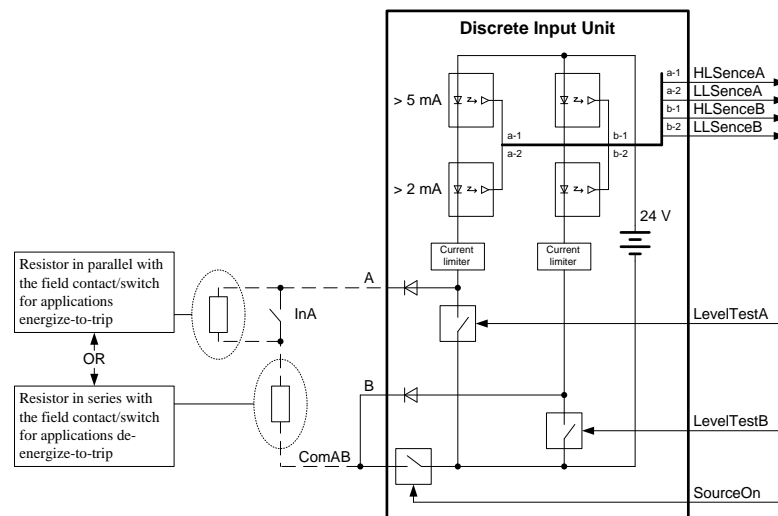 Discrete Input Unit
a-1 HLSenceA
a-2 LLSenceA
b-1 HLSenceB
b-2 LLSenceB
> 5 mA
a-1
a-2
b-1
b-2
> 2 mA
24 V
Current
limiter
Current
limiter
Resistor in parallel with
the field contact/switch
for applications
energize-to-trip
OR
Resistor in series with
the field contact/switch
for applications de-
energize-to-trip
A
InA
LevelTestA
B
LevelTestB
ComAB
SourceOn